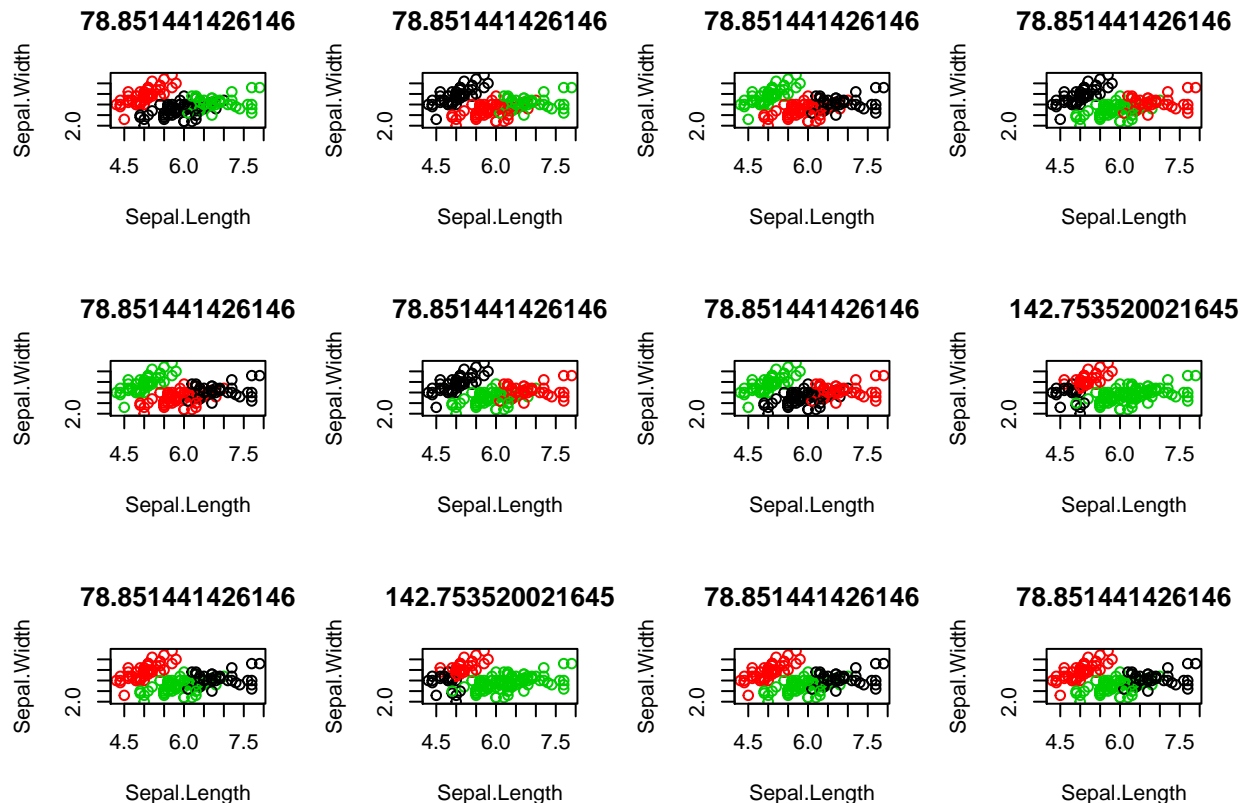 78.851441426146 78.851441426146 78.851441426146 78.851441426146
Sepal.Width Sepal.Width Sepal.Width Sepal.Width
2.0 2.0 2.0 2.0
4.5 6.0 7.5 4.5 6.0 7.5 4.5 6.0 7.5 4.5 6.0 7.5
Sepal.Length Sepal.Length Sepal.Length Sepal.Length
78.851441426146 78.851441426146 78.851441426146 142.753520021645
Sepal.Width Sepal.Width Sepal.Width Sepal.Width
2.0 2.0 2.0 2.0
4.5 6.0 7.5 4.5 6.0 7.5 4.5 6.0 7.5 4.5 6.0 7.5
Sepal.Length Sepal.Length Sepal.Length Sepal.Length
78.851441426146 142.753520021645 78.851441426146 78.851441426146
Sepal.Width Sepal.Width Sepal.Width Sepal.Width
2.0 2.0 2.0 2.0
4.5 6.0 7.5 4.5 6.0 7.5 4.5 6.0 7.5 4.5 6.0 7.5
Sepal.Length Sepal.Length Sepal.Length Sepal.Length